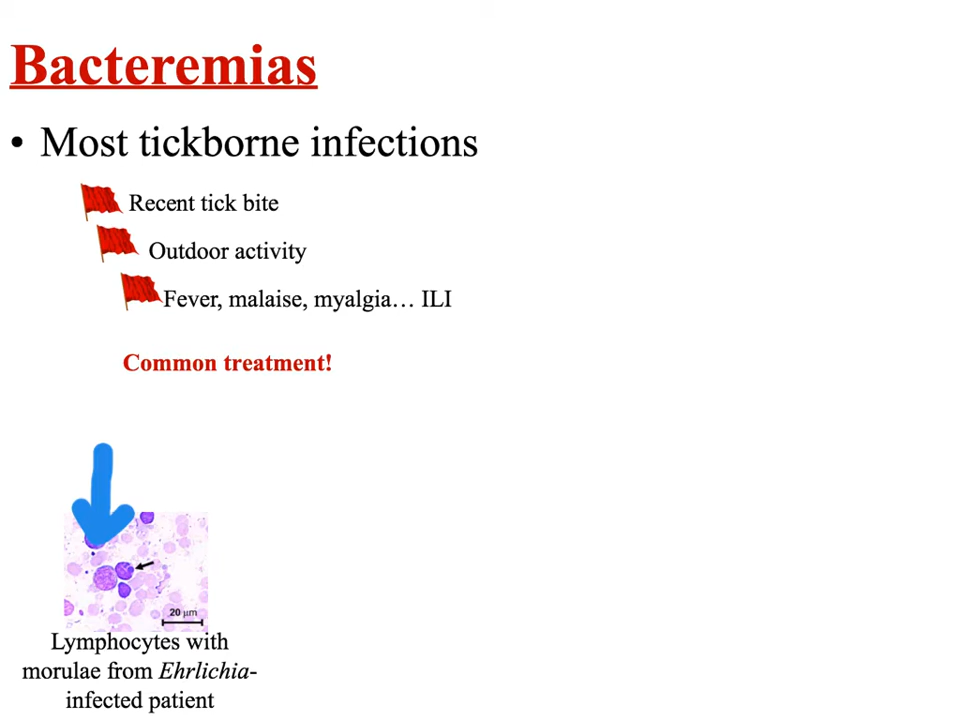 Bacteremias
• Most tickborne infections
Recent tick bite
Outdoor activity
Fever, malaise, myalgia… ILI
Common treatment!
20 μm
Lymphocytes with
morulae from Ehrlichia-
infected patient